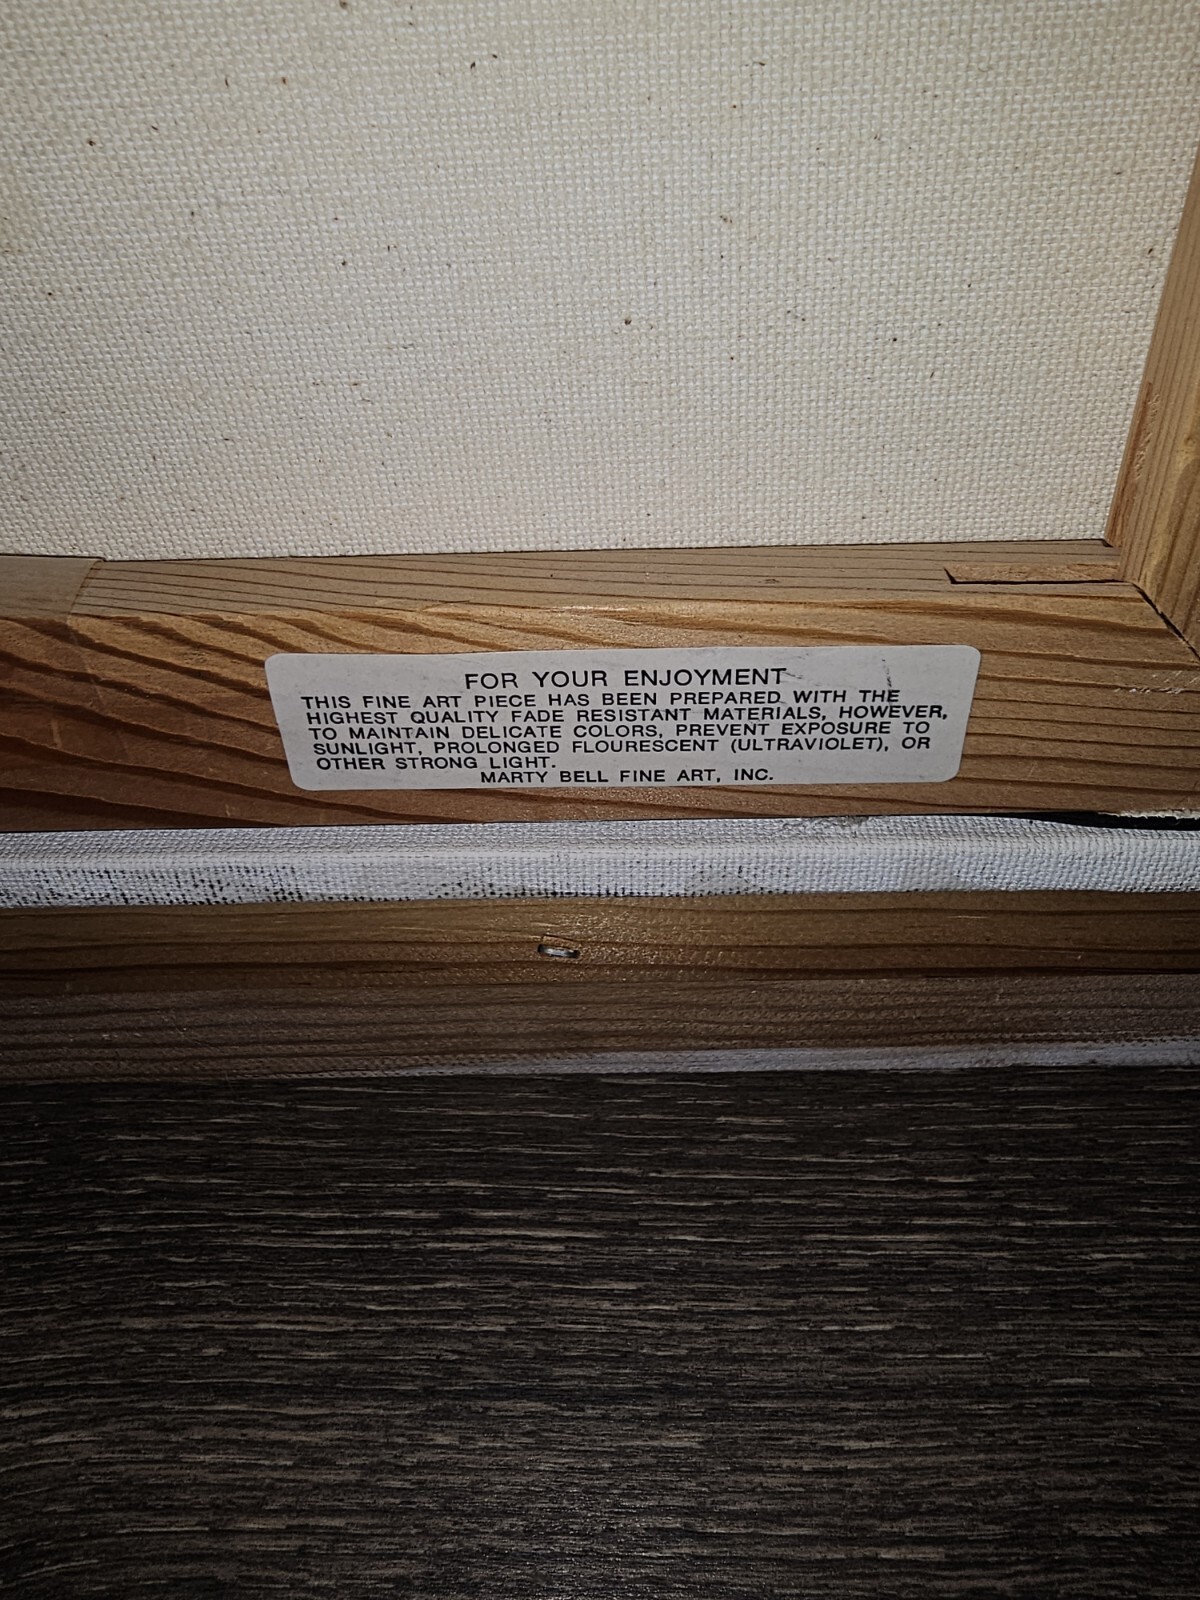 FOR YOUR ENJOYMENT
THIS FINE ART PIECE HAS BEEN PREPARED WITH THE
HIGHEST QUALITY FADE RESISTANT MATERIALS, HOWEVER,
TO MAINTAIN DELICATE COLORS, PREVENT EXPOSURE TO
SUNLIGHT, PROLONGED FLOURESCENT (ULTRAVIOLET), OR
OTHER STRONG LIGHT.
MARTY BELL FINE ART, INC.